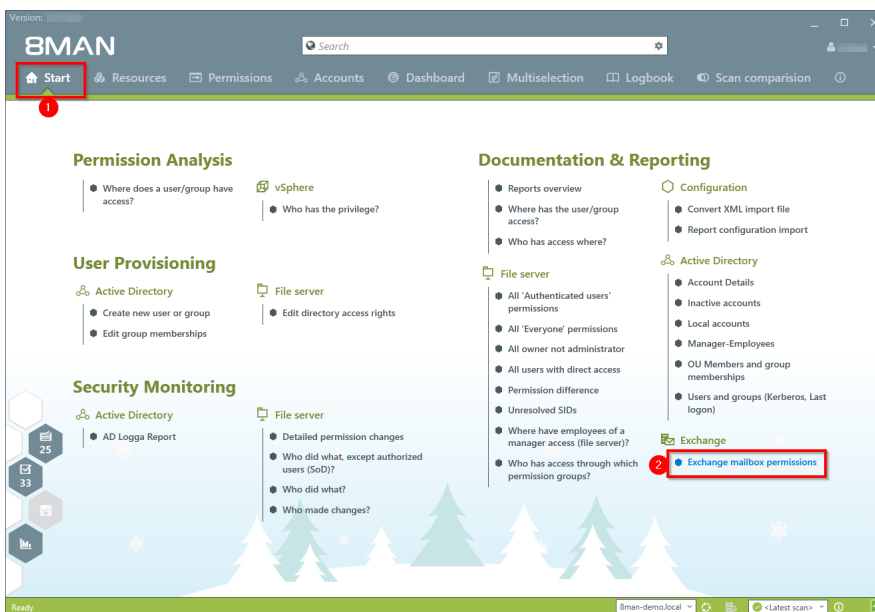 Version:
8MAN
Search
Start
Resources
Permissions
Accounts
Dashboard
Multiselection
Logbook
Scan comparision
1
Permission Analysis
Where does a user/group have
access?
vSphere
Who has the privilege?
User Provisioning
Active Directory
Create new user or group
Edit group memberships
File server
Edit directory access rights
Security Monitoring
Active Directory
AD Logga Report
File server
Detailed permission changes
Who did what, except authorized
users (SoD)?
Who did what?
Who made changes?
Documentation & Reporting
Reports overview
Where has the user/group
access?
Who has access where?
File server
All 'Authenticated users'
permissions
All 'Everyone' permissions
All owner not administrator
All users with direct access
Permission difference
Unresolved SIDs
Where have employees of a
manager access (file server)?
Who has access through which
permission groups?
Configuration
Convert XML import file
Report configuration import
Active Directory
Account Details
Inactive accounts
Local accounts
Manager-Employees
OU Members and group
memberships
Users and groups (Kerberos, Last
logon)
Exchange
2
Exchange mailbox permissions
25
33
Ready
8man-demo.local
<Latest scan>